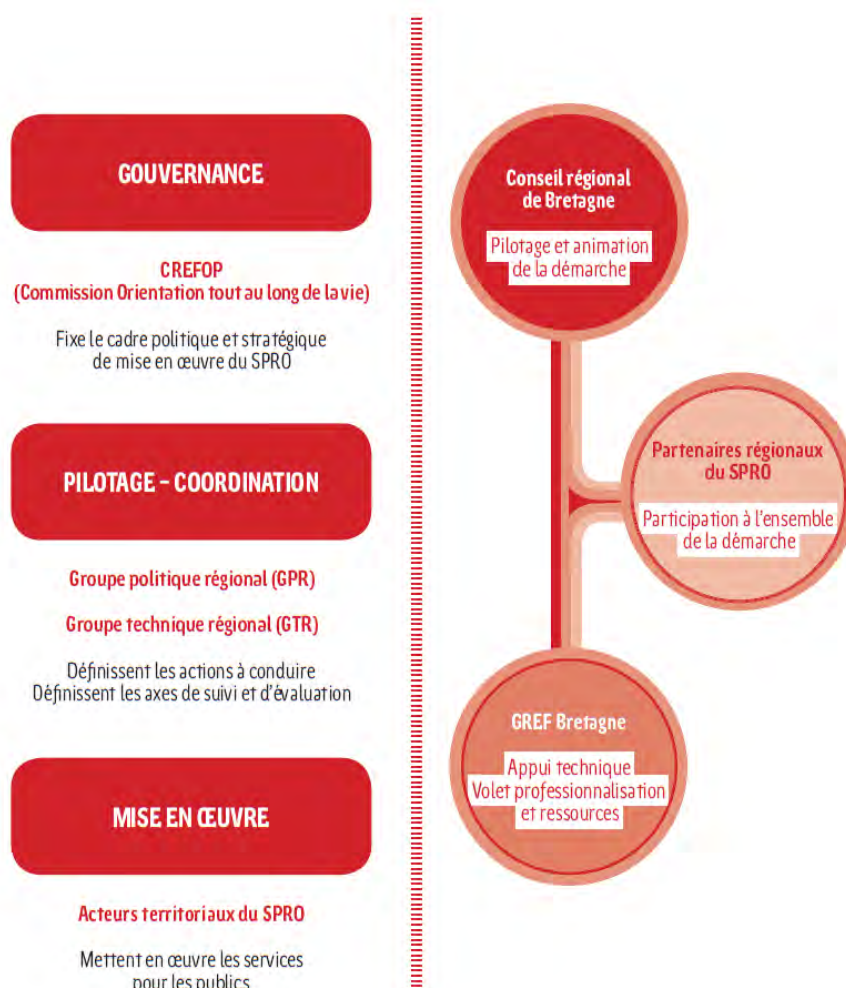 GOUVERNANCE
CREFOP
(Commission Orientation tout au long de la vie)
Fixe le cadre politique et stratégique
de mise en œuvre du SPRO
PILOTAGE – COORDINATION
Groupe politique régional (GPR)
Groupe technique régional (GTR)
Définissent les actions à conduire
Définissent les axes de suivi et d'évaluation
MISE EN ŒUVRE
Acteurs territoriaux du SPRO
Mettent en œuvre les services
pour les publics
Conseil régional
de Bretagne
Pilotage et animation
de la démarche
Partenaires régionaux
du SPRO
Participation à l'ensemble
de la démarche
GREF Bretagne
Appui technique
Volet professionnalisation
et ressources